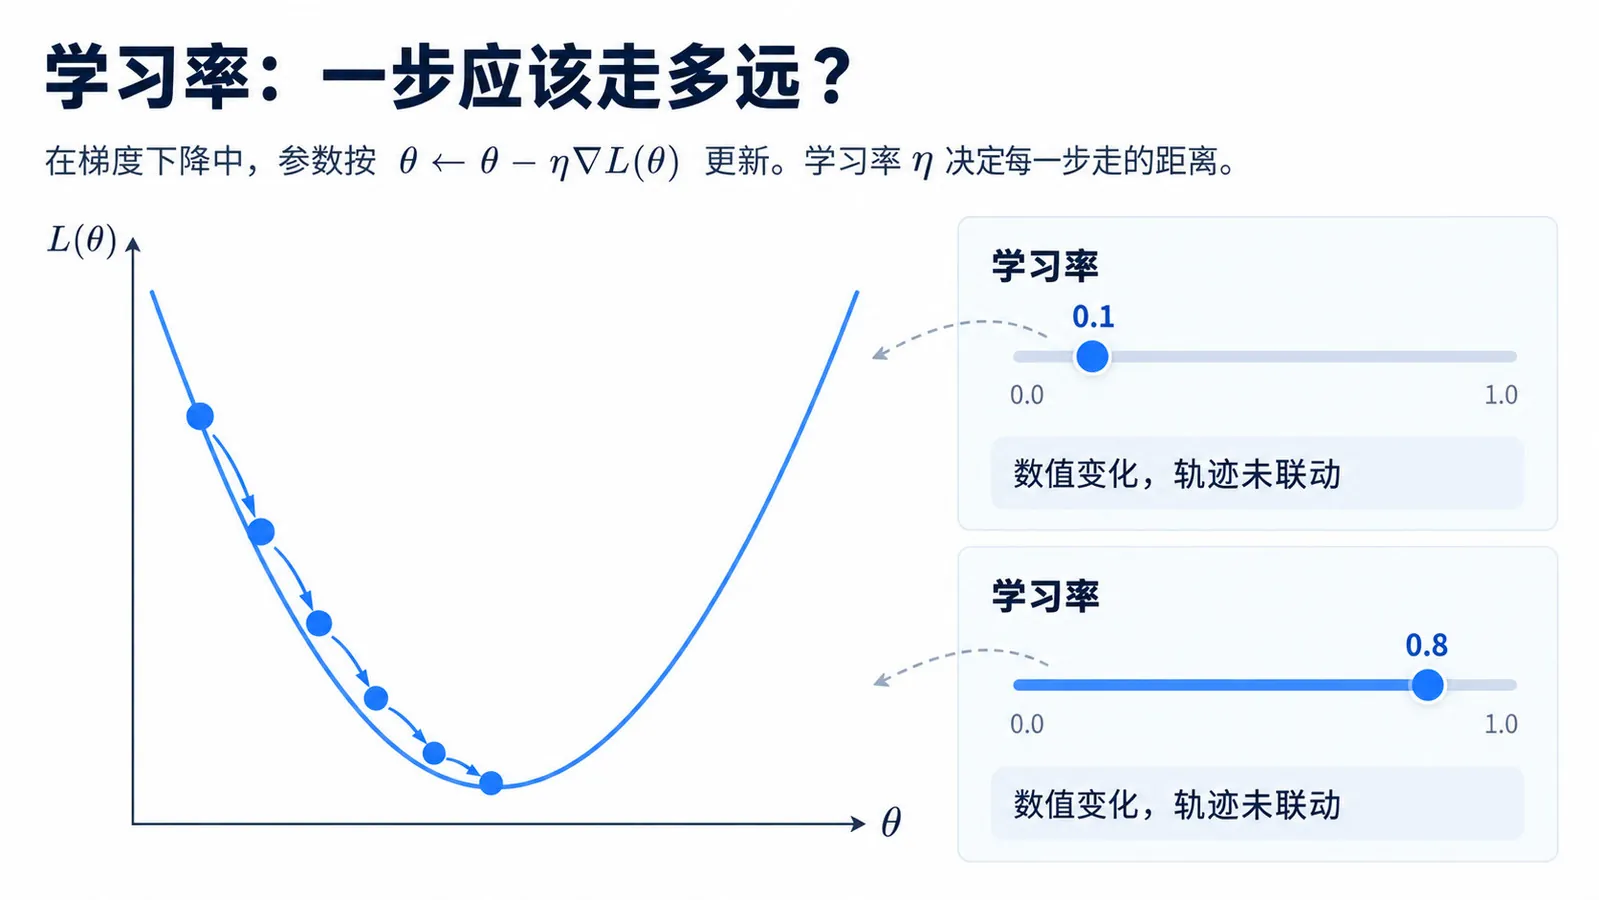 学习率：一步应该走多远？
在梯度下降中，参数按 θ ← θ − η∇L(θ) 更新。学习率 η 决定每一步走的距离。
L(θ)
θ
学习率
0.1
0.0 1.0
数值变化，轨迹未联动
学习率
0.8
0.0 1.0
数值变化，轨迹未联动